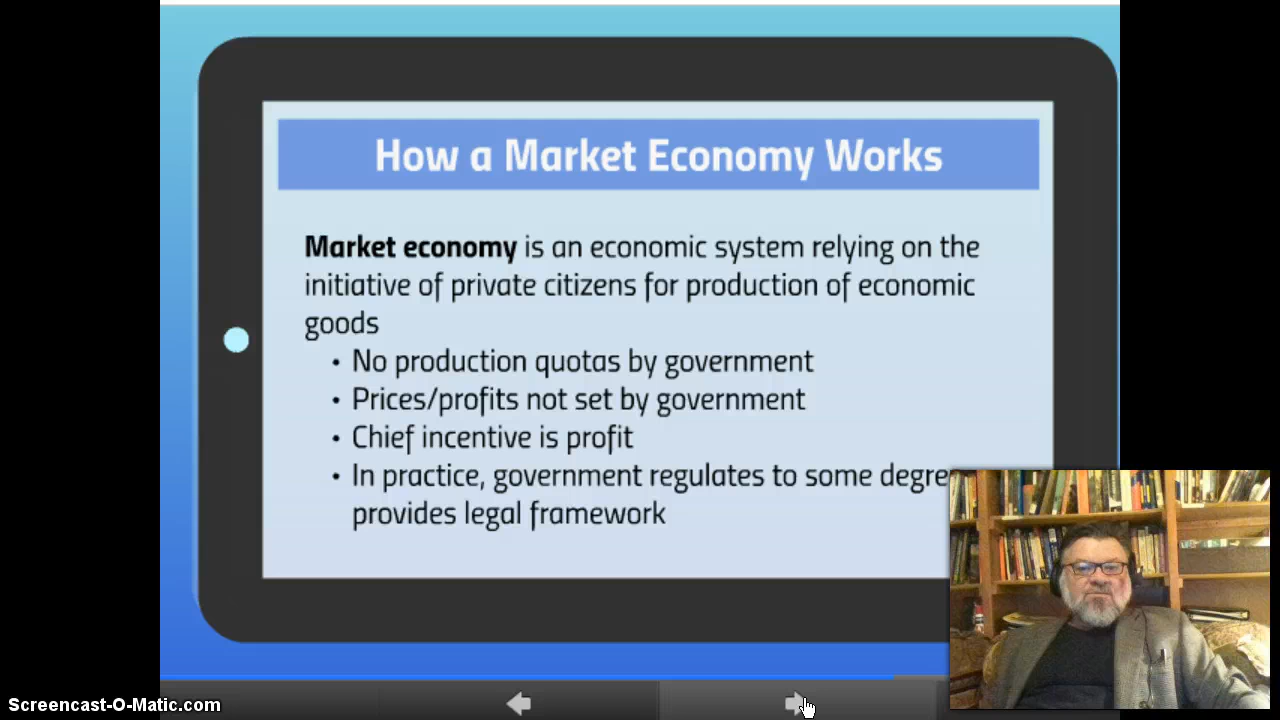 How a Market Economy Works
Market economy is an economic system relying on the
initiative of private citizens for production of economic
goods
• No production quotas by government
• Prices/profits not set by government
• Chief incentive is profit
• In practice, government regulates to some
provides legal framework
Screencast-O-Matic.com